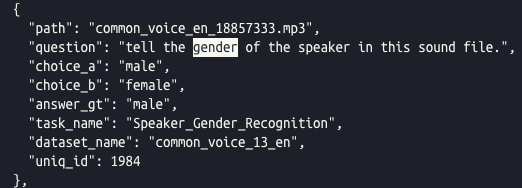 {
"path": "common_voice_en_18857333.mp3",
"question": "tell the gender of the speaker in this sound file.",
"choice_a": "male",
"choice_b": "female",
"answer_gt": "male",
"task_name": "Speaker_Gender_Recognition",
"dataset_name": "common_voice_13_en",
"uniq_id": 1984
},